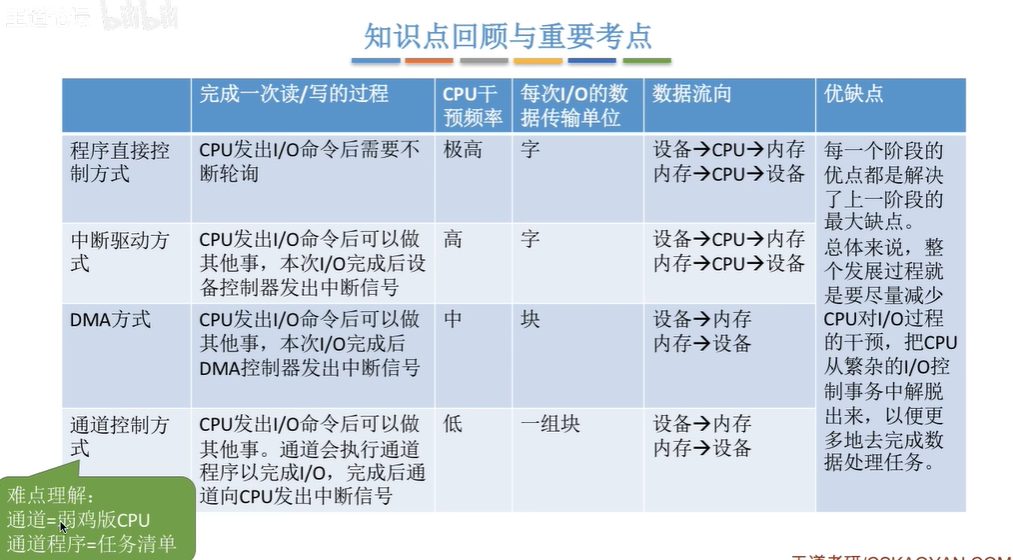 bilibili
知识点回顾与重要考点
完成一次读/写的过程
CPU干
预频率
每次I/O的数
据传输单位
数据流向
优缺点
程序直接控
制方式
CPU发出I/O命令后需要不
断轮询
极高
字
设备→CPU→内存
内存→CPU→设备
中断驱动方
式
CPU发出I/O命令后可以做
其他事，本次I/O完成后设
备控制器发出中断信号
高
字
设备→CPU→内存
内存→CPU→设备
DMA方式
CPU发出I/O命令后可以做
其他事，本次I/O完成后
DMA控制器发出中断信号
中
块
设备→内存
内存→设备
通道控制方
式
CPU发出I/O命令后可以做
其他事。通道会执行通道
程序以完成I/O，完成后通
道向CPU发出中断信号
低
一组块
设备→内存
内存→设备
每一个阶段的
优点都是解决
了上一阶段的
最大缺点。
总体来说，整
个发展过程就
是要尽量减少
CPU对I/O过程
的干预，把CPU
从繁杂的I/O控
制事务中解脱
出来，以便更
多地去完成数
据处理任务。
难点理解：
通道=弱鸡版CPU
通道程序=任务清单
王道考研/CSKAOYAN.COM